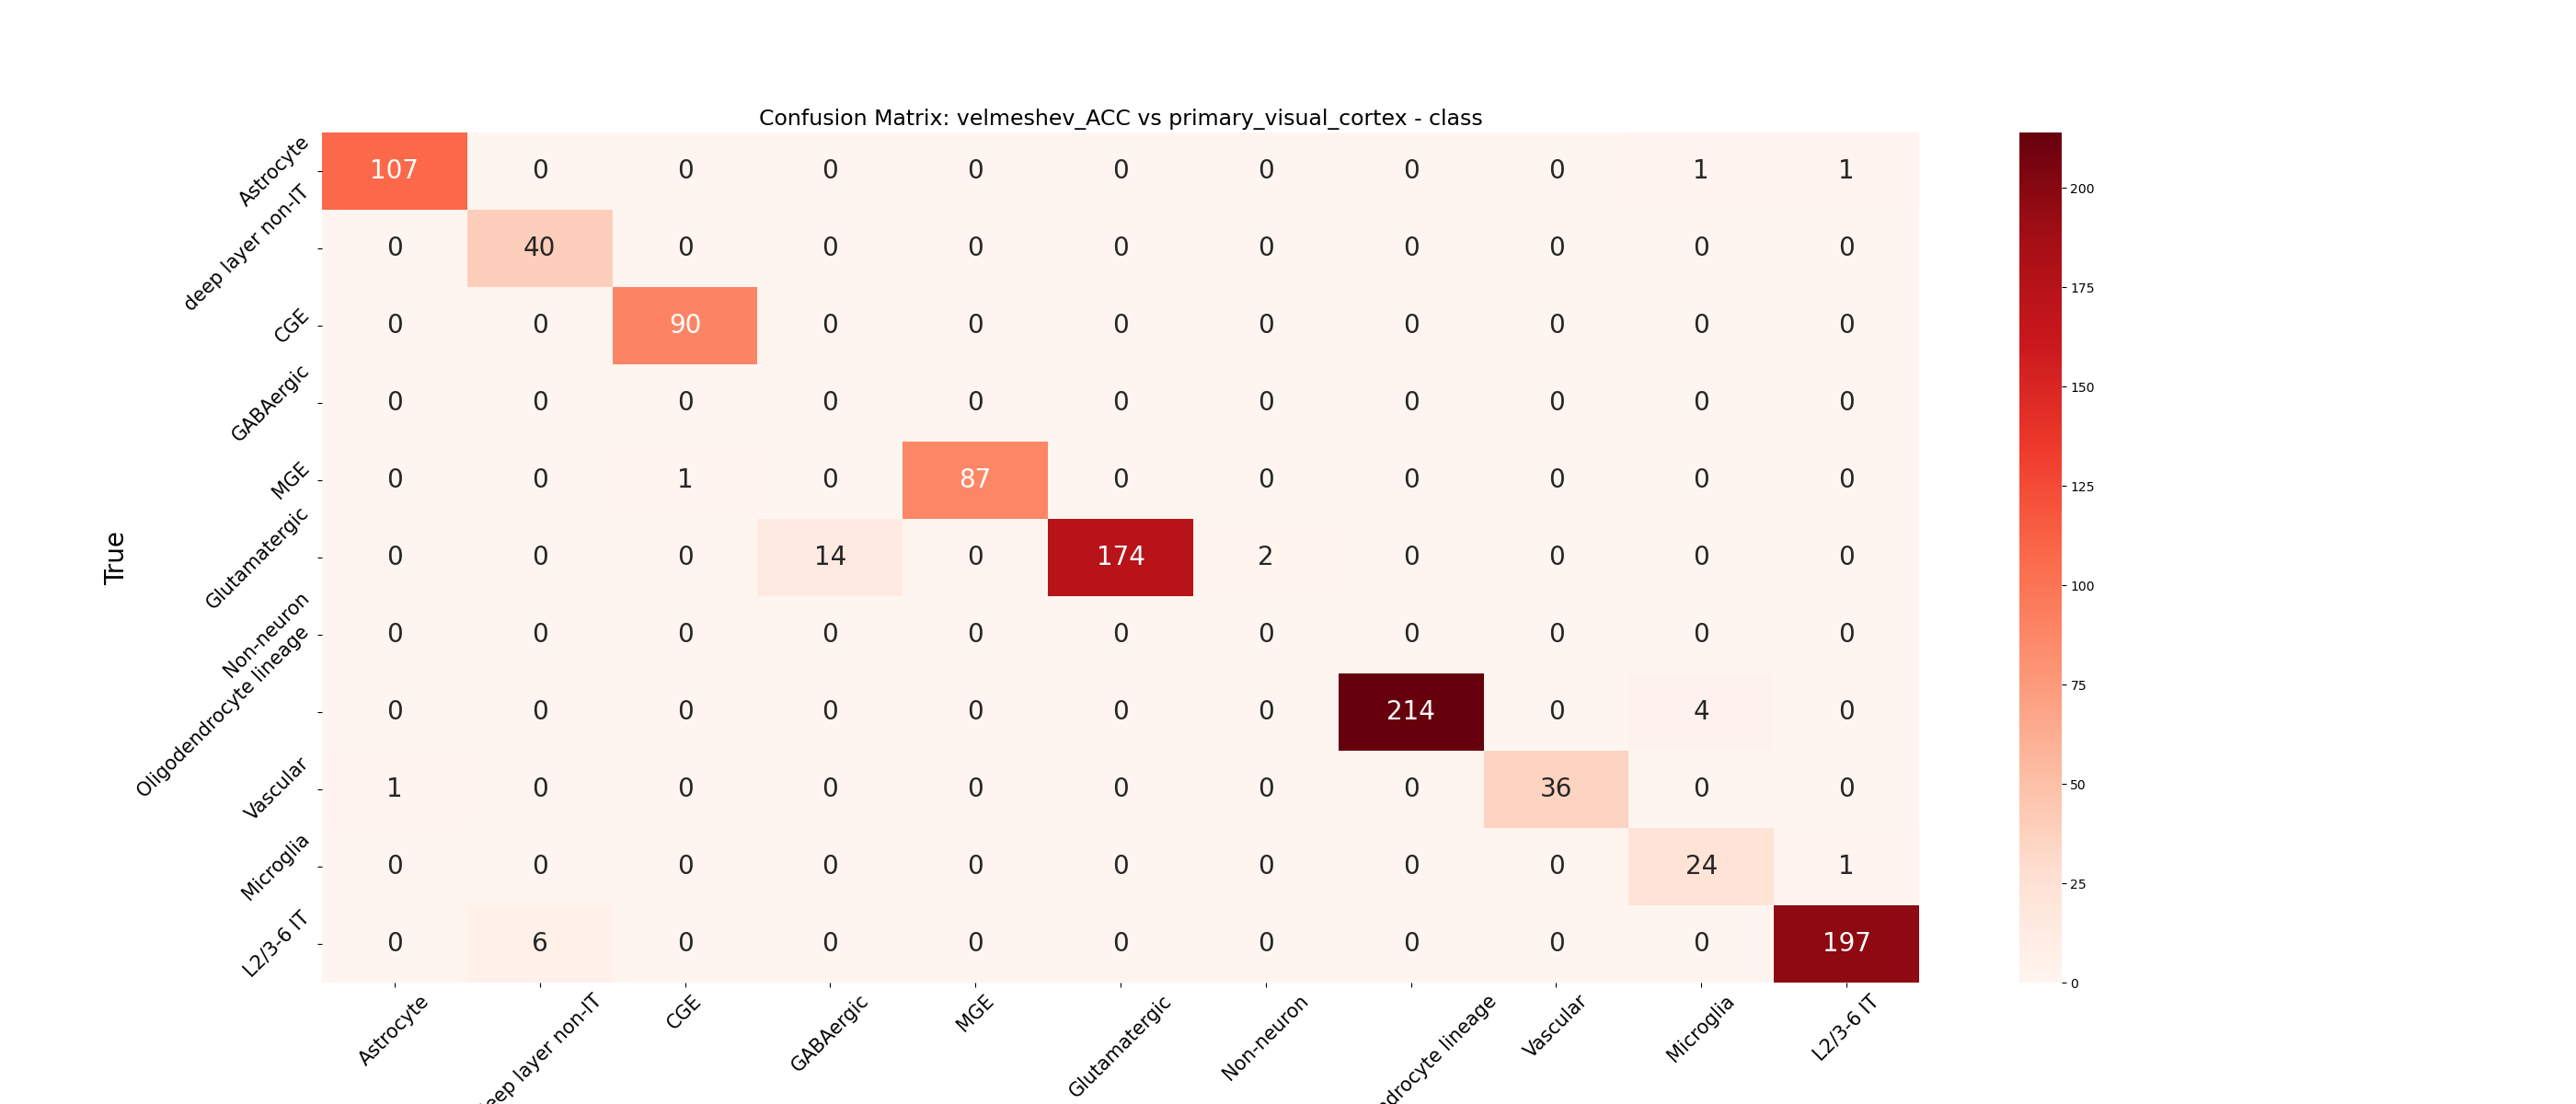 Confusion Matrix: velmeshev_ACC vs primary_visual_cortex - class
True
Astrocyte 107 0 0 0 0 0 0 0 0 1 1
deep layer non-IT 0 40 0 0 0 0 0 0 0 0 0
CGE 0 0 90 0 0 0 0 0 0 0 0
GABAergic 0 0 0 0 0 0 0 0 0 0 0
MGE 0 0 1 0 87 0 0 0 0 0 0
Glutamatergic 0 0 0 14 0 174 2 0 0 0 0
Non-neuron 0 0 0 0 0 0 0 0 0 0 0
Oligodendrocyte lineage 0 0 0 0 0 0 0 214 0 4 0
Vascular 1 0 0 0 0 0 0 0 36 0 0
Microglia 0 0 0 0 0 0 0 0 0 24 1
L2/3-6 IT 0 6 0 0 0 0 0 0 0 0 197
Astrocyte
eep layer non-IT
CGE
GABAergic
MGE
Glutamatergic
Non-neuron
ndrocyte lineage
Vascular
Microglia
L2/3-6 IT
200
175
150
125
100
75
50
25
0